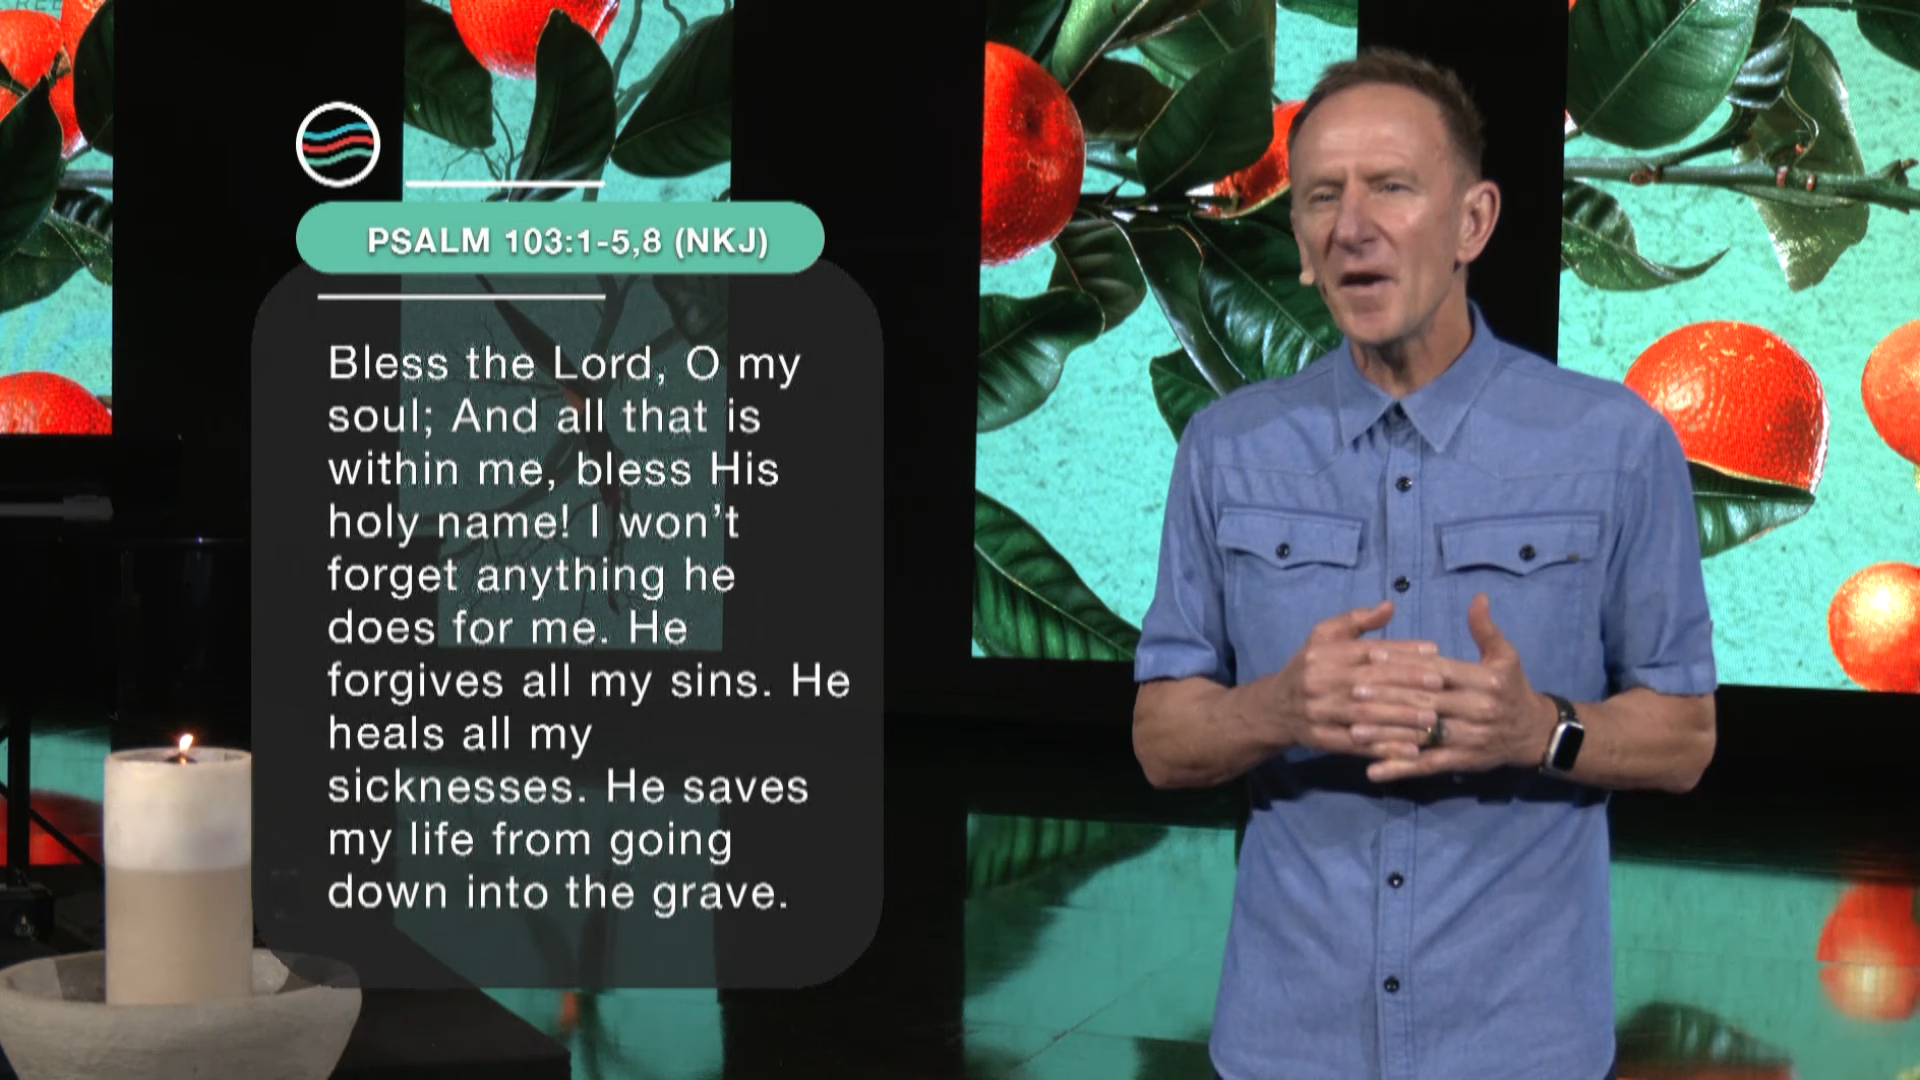 PSALM 103:1-5,8 (NKJ)
Bless the Lord, O my
soul; And all that is
within me, bless His
holy name! I won’t
forget anything he
does for me. He
forgives all my sins. He
heals all my
sicknesses. He saves
my life from going
down into the grave.